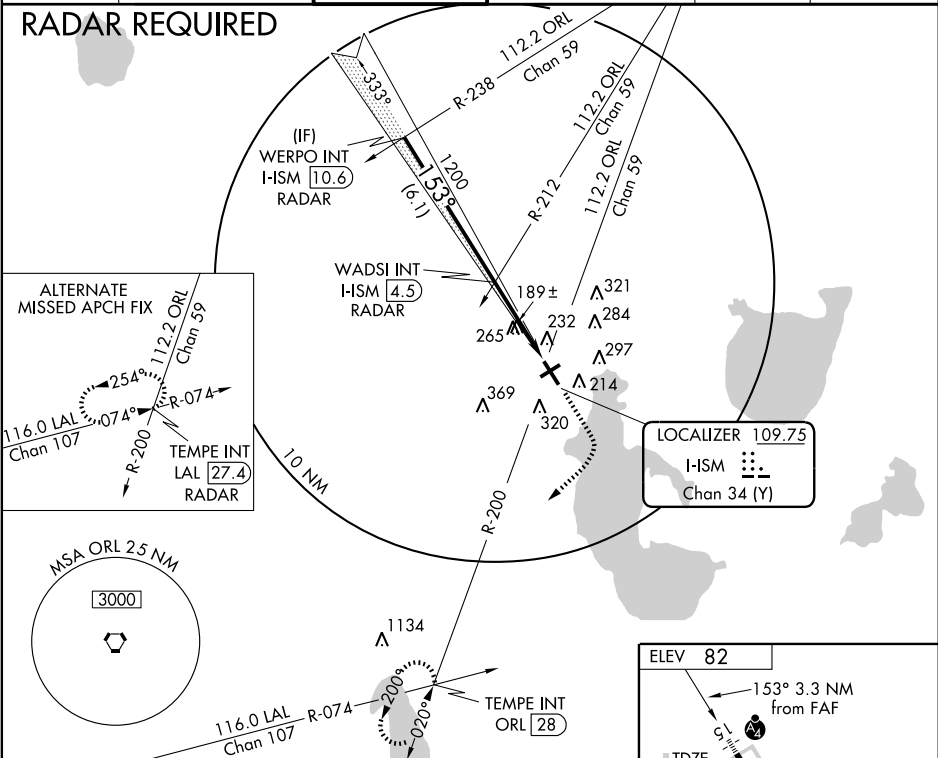 RADAR REQUIRED
112.2 ORL
Chan 59
R-238
333°
(IF)
WERPO INT
I-ISM 10.6
RADAR
153°
1200
(6.1)
112.2 ORL
Chan 59
R-212
112.2 ORL
Chan 59
WADSI INT
I-ISM 4.5
RADAR
189 ±
321
265
232
284
297
214
369
320
ALTERNATE
MISSED APCH FIX
112.2 ORL
Chan 59
254°
074°
R-074
116.0 LAL
Chan 107
R-200
TEMPE INT
LAL 27.4
RADAR
10 NM
LOCALIZER 109.75
I-ISM
Chan 34 (Y)
R-200
MSA ORL 25 NM
3000
1134
200°
020°
116.0 LAL
Chan 107
R-074
TEMPE INT
ORL 28
ELEV 82
153° 3.3 NM
from FAF
15
A4
TDZE